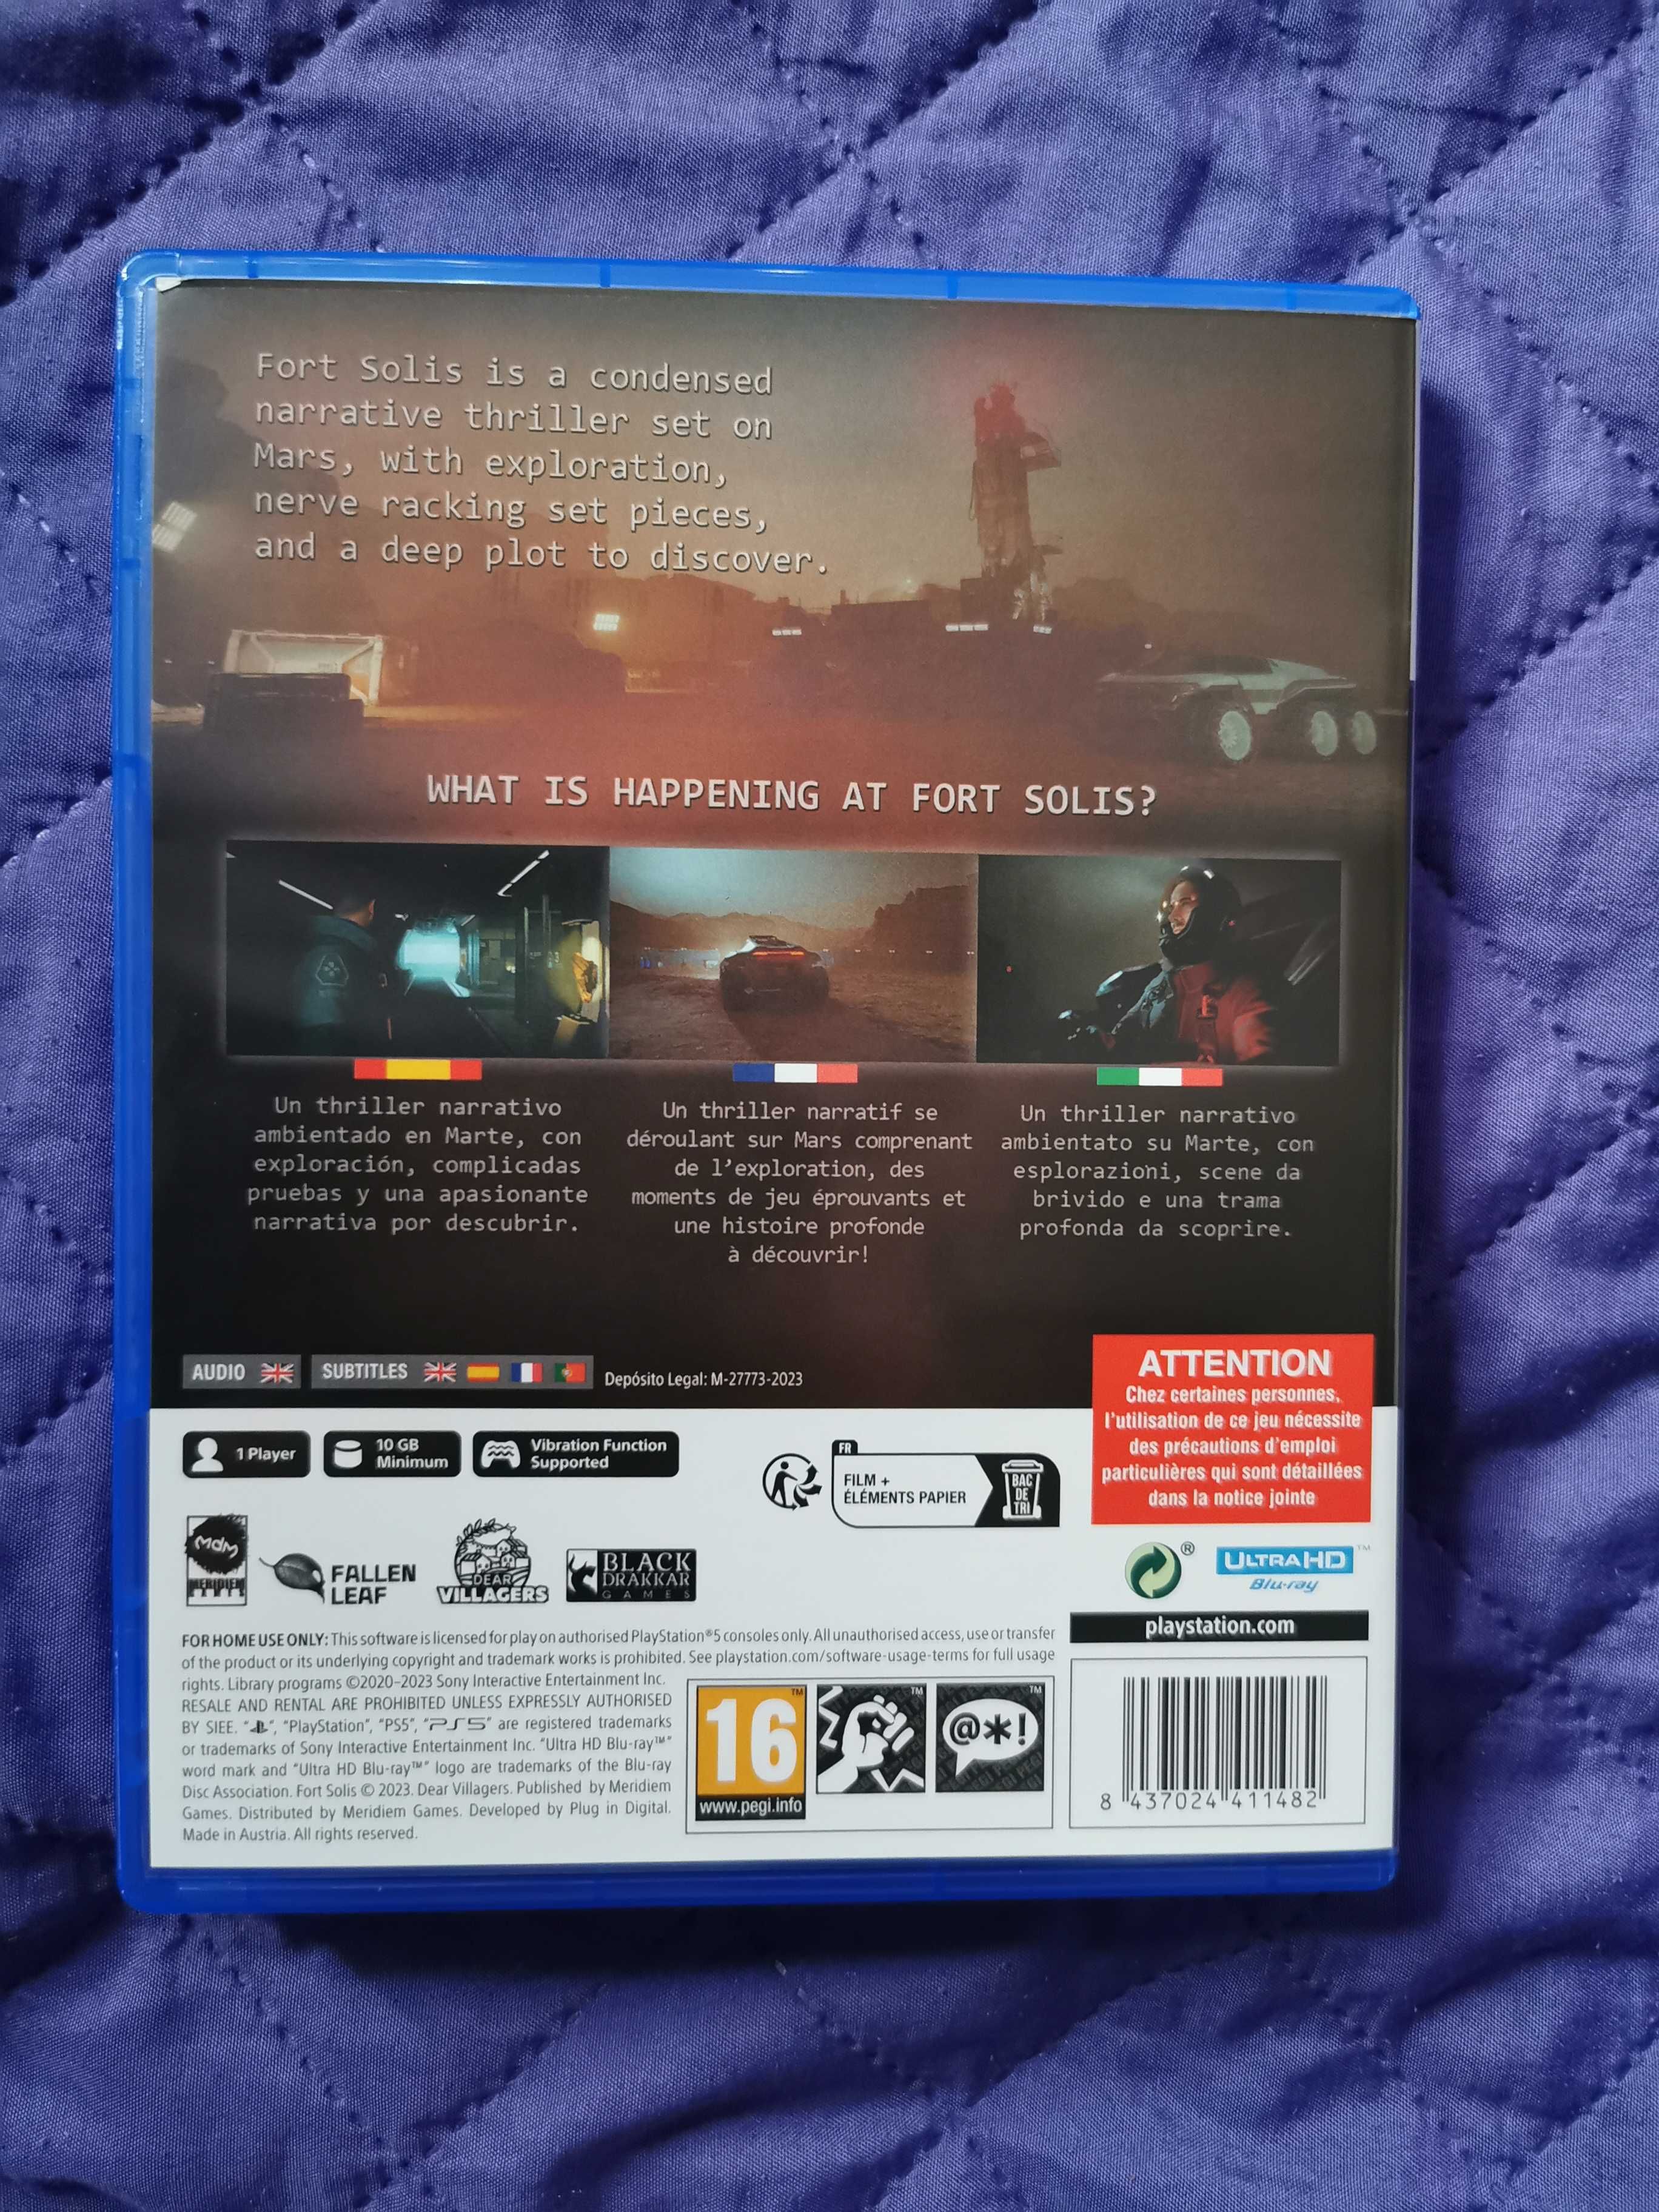 Fort Solis is a condensed
narrative thriller set on
Mars, with exploration,
nerve racking set pieces,
and a deep plot to discover.
WHAT IS HAPPENING AT FORT SOLIS?
Un thriller narrativo
ambientado en Marte, con
exploración, complicadas
pruebas y una apasionante
narrativa por descubrir.
Un thriller narratif se
déroulant sur Mars comprenant
de l'exploration, des
moments de jeu éprouvants et
une histoire profonde
à découvrir!
Un thriller narrativo
ambientato su Marte, con
esplorazioni, scene da
brivido e una trama
profonda da scoprire.
AUDIO
SUBTITLES
Depósito Legal: M-27773-2023
ATTENTION
Chez certaines personnes,
l'utilisation de ce jeu nécessite
des précautions d'emploi
particulières qui sont détaillées
dans la notice jointe
1 Player
10 GB
Minimum
Vibration Function
Supported
FR
FILM +
ÉLÉMENTS PAPIER
BAC
DE
TRI
mdm
MERIDIEM
FALLEN
LEAF
DEAR
VILLAGERS
BLACK
DRAKKAR
GAMES
®
ULTRA HD™
Blu-ray
playstation.com
FOR HOME USE ONLY: This software is licensed for play on authorised PlayStation®5 consoles only. All unauthorised access, use or transfer
of the product or its underlying copyright and trademark works is prohibited. See playstation.com/software-usage-terms for full usage
rights. Library programs ©2020-2023 Sony Interactive Entertainment Inc.
RESALE AND RENTAL ARE PROHIBITED UNLESS EXPRESSLY AUTHORISED
BY SIEE. "", "PlayStation", "PS5", "PS5" are registered trademarks
or trademarks of Sony Interactive Entertainment Inc. "Ultra HD Blu-ray™"
word mark and "Ultra HD Blu-ray™" logo are trademarks of the Blu-ray
Disc Association. Fort Solis © 2023. Dear Villagers. Published by Meridiem
Games. Distributed by Meridiem Games. Developed by Plug in Digital.
Made in Austria. All rights reserved.
16™
www.pegi.info
™
@*!
™
8 437024 411482